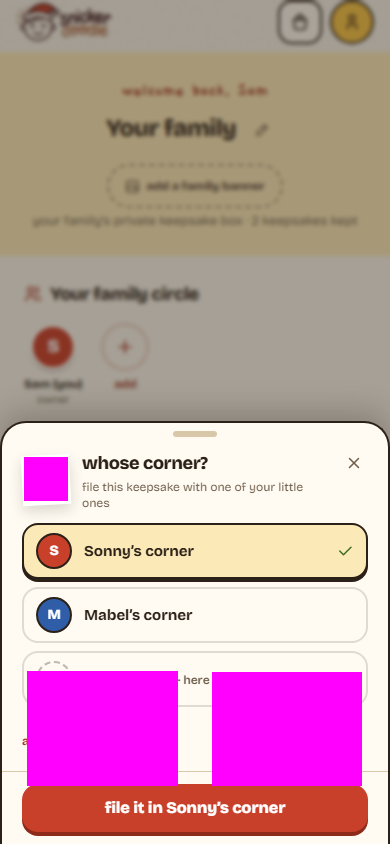 welcome back, Sam
Your family
add a family banner
your family's private keepsake box · 2 keepsakes kept
Your family circle
S
Sam (you)
add
whose corner?
file this keepsake with one of your little
ones
S
Sonny's corner
M
Mabel's corner
here
file it in Sonny's corner